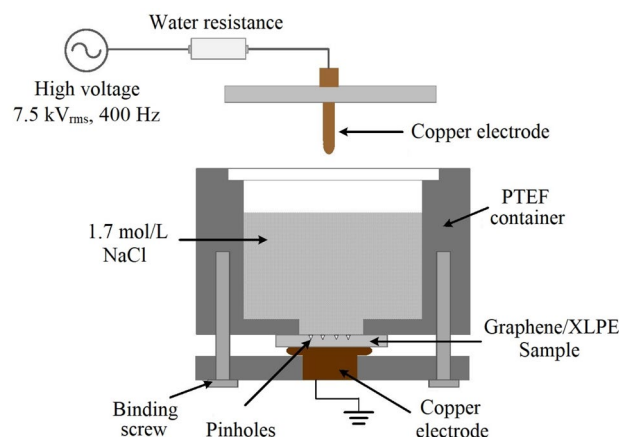 Water resistance
High voltage
7.5 kVrms, 400 Hz
Copper electrode
PTEF
container
1.7 mol/L
NaCl
Graphene/XLPE
Sample
Binding
screw
Pinholes
Copper
electrode